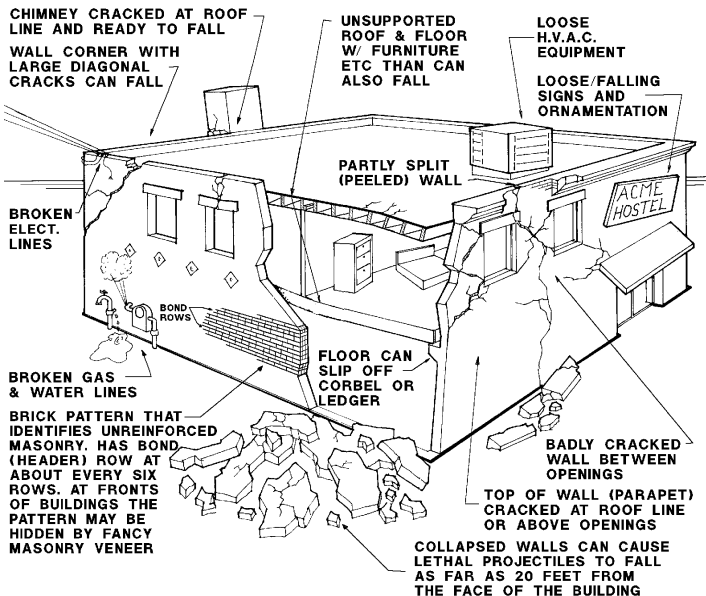 CHIMNEY CRACKED AT ROOF
LINE AND READY TO FALL
WALL CORNER WITH
LARGE DIAGONAL
CRACKS CAN FALL
UNSUPPORTED
ROOF & FLOOR
W/ FURNITURE
ETC THAN CAN
ALSO FALL
LOOSE
H.V.A.C.
EQUIPMENT
LOOSE/FALLING
SIGNS AND
ORNAMENTATION
PARTLY SPLIT
(PEELED) WALL
ACME
HOSTEL
BROKEN
ELECT.
LINES
BOND
ROWS
FLOOR CAN
SLIP OFF
CORBEL OR
LEDGER
BROKEN GAS
& WATER LINES
BRICK PATTERN THAT
IDENTIFIES UNREINFORCED
MASONRY. HAS BOND
(HEADER) ROW AT
ABOUT EVERY SIX
ROWS. AT FRONTS
OF BUILDINGS THE
PATTERN MAY BE
HIDDEN BY FANCY
MASONRY VENEER
BADLY CRACKED
WALL BETWEEN
OPENINGS
TOP OF WALL (PARAPET)
CRACKED AT ROOF LINE
OR ABOVE OPENINGS
COLLAPSED WALLS CAN CAUSE
LETHAL PROJECTILES TO FALL
AS FAR AS 20 FEET FROM
THE FACE OF THE BUILDING